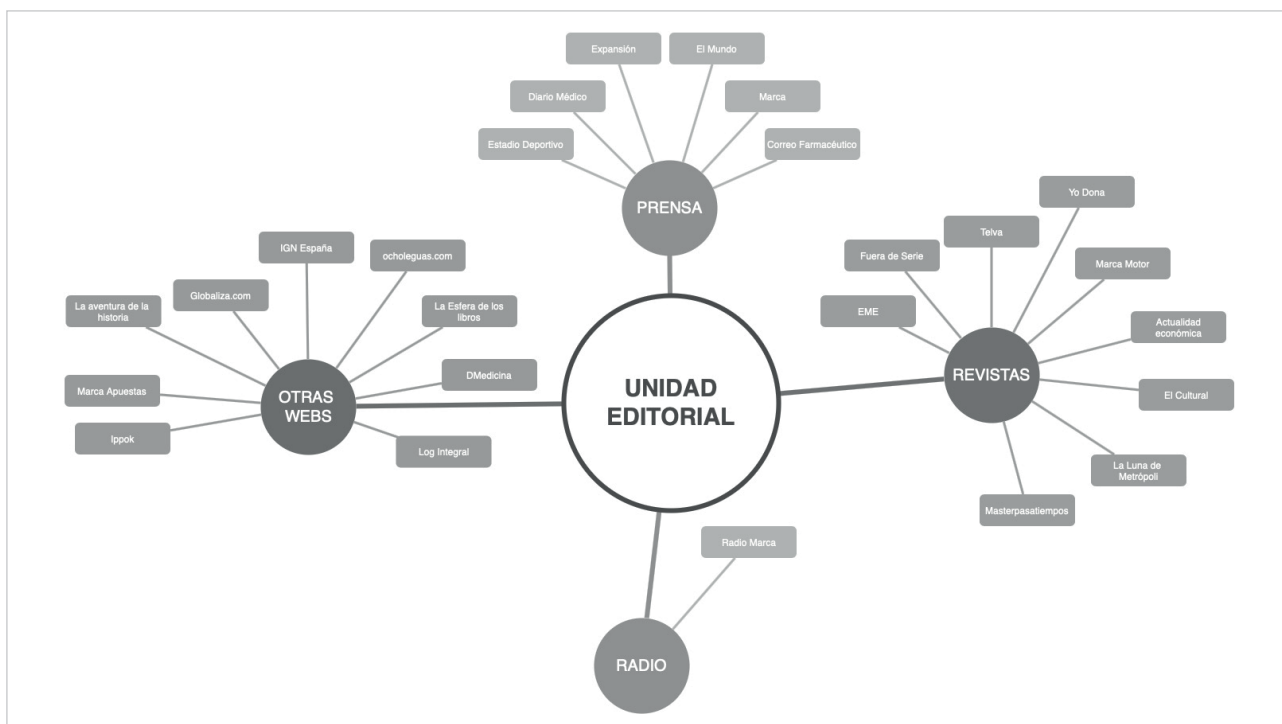 Expansión
El Mundo
Diario Médico
Marca
Estadio Deportivo
Correo Farmacéutico
PRENSA
IGN España
ocholeguas.com
Globaliza.com
La aventura de la
historia
La Esfera de los
libros
Marca Apuestas
DMedicina
Ippok
Log Integral
OTRAS
WEBS
UNIDAD
EDITORIAL
Yo Dona
Telva
Fuera de Serie
Marca Motor
EME
Actualidad
económica
REVISTAS
El Cultural
La Luna de
Metrópoli
Masterpasatiempos
Radio Marca
RADIO